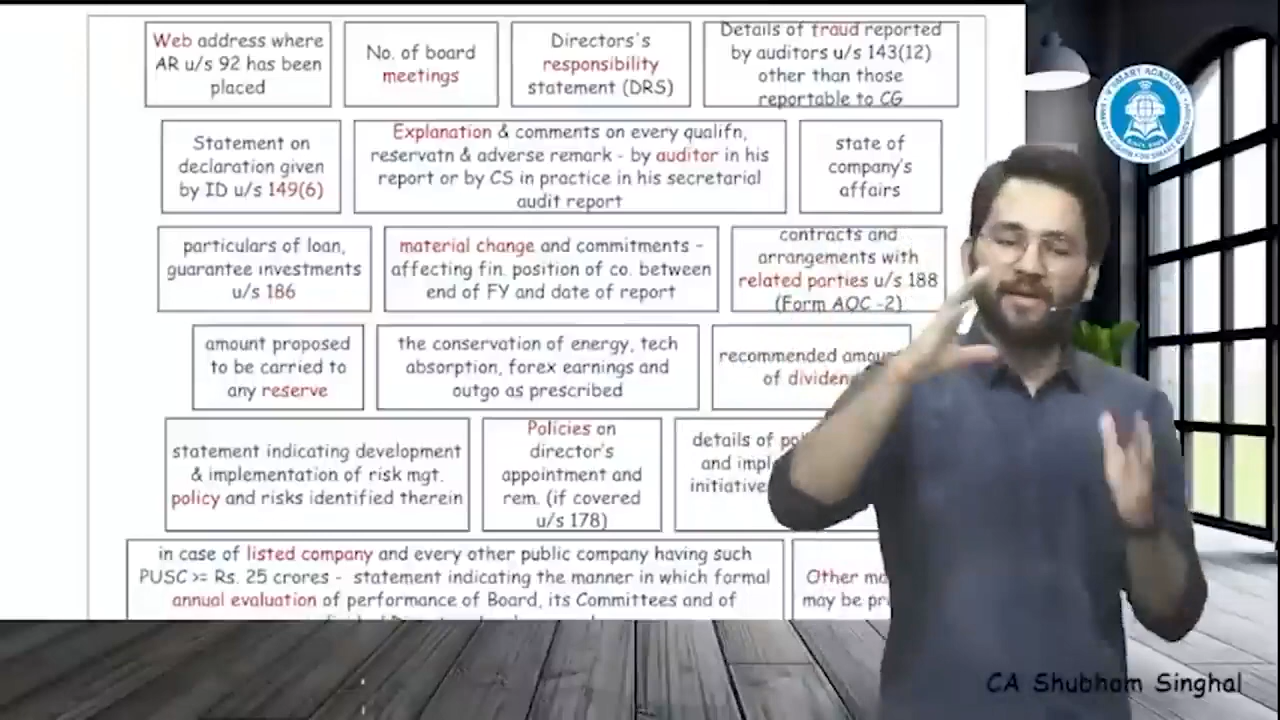 Web address where
AR u/s 92 has been
placed
No. of board
meetings
Directors's
responsibility
statement (DRS)
Details of fraud reported
by auditors u/s 143(12)
other than those
reportable to CG
Statement on
declaration given
by ID u/s 149(6)
Explanation & comments on every qualifn,
reservatn & adverse remark - by auditor in his
report or by CS in practice in his secretarial
audit report
state of
company's
affairs
particulars of loan,
guarantee investments
u/s 186
material change and commitments -
affecting fin. position of co. between
end of FY and date of report
contracts and
arrangements with
related parties u/s 188
(Form AOC -2)
amount proposed
to be carried to
any reserve
the conservation of energy, tech
absorption, forex earnings and
outgo as prescribed
recommended
of
statement indicating development
& implementation of risk mgt.
policy and risks identified therein
Policies on
director's
appointment and
rem. (if covered
u/s 178)
details of
and
in case of listed company and every other public company having such
PUSC >= Rs. 25 crores - statement indicating the manner in which formal
annual evaluation of performance of Board, its Committees and of
Other
may be
CA Shubham Singhal